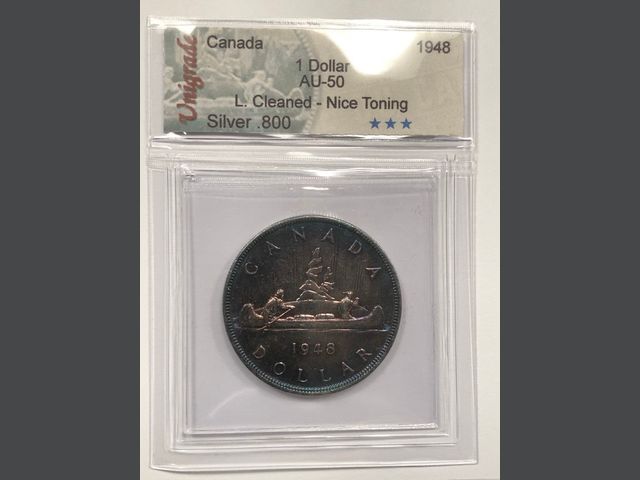 Unigrade
Canada 1948
1 Dollar
AU-50
L. Cleaned - Nice Toning
Silver .800 ★★★
CANADA
1948
DOLLAR